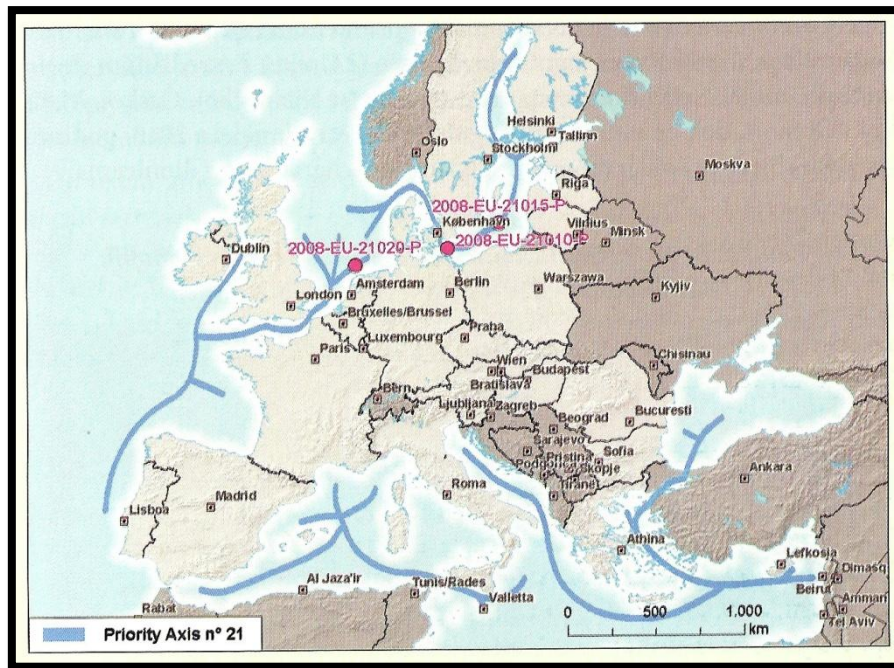 Helsinki
Tallinn
Oslo
Stockholm
Moskva
Riga
2008-EU-21015-P
København
Vilnius
Minsk
2008-EU-21010-P
2008-EU-21020-P
Dublin
Berlin
Warszawa
Amsterdam
London
Kyjiv
Bruxelles/Brussel
Praha
Luxembourg
Paris
Chisinau
Wien
Budapest
Bratislava
Bern
Ljubljana
Zagreb
Beograd
Bucuresti
Sarajevo
Pristina
Sofia
Podgorica
Skopje
Ankara
Tiranë
Roma
Madrid
Lisboa
Athina
Lefkosia
Al Jaza'ir
Tunis/Rades
Dimasq
Beirut
Valletta
Amman
Rabat
Tel Aviv
0 500 1.000
km
Priority Axis n° 21